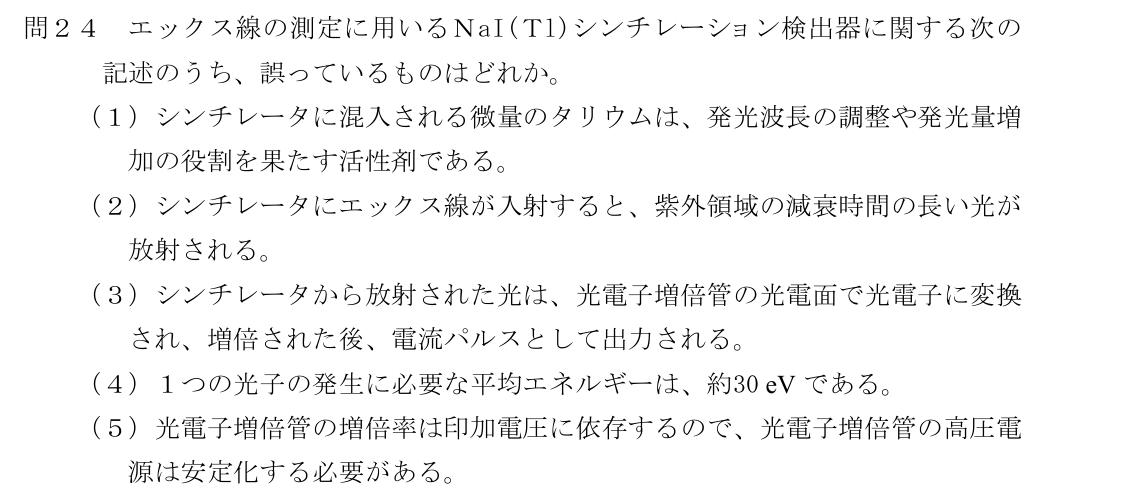 問２４　エックス線の測定に用いるＮaＩ(Ｔl)シンチレーション検出器に関する次の
記述のうち、誤っているものはどれか。
（１）シンチレータに混入される微量のタリウムは、発光波長の調整や発光量増
加の役割を果たす活性剤である。
（２）シンチレータにエックス線が入射すると、紫外領域の減衰時間の長い光が
放射される。
（３）シンチレータから放射された光は、光電子増倍管の光電面で光電子に変換
され、増倍された後、電流パルスとして出力される。
（４）１つの光子の発生に必要な平均エネルギーは、約30 eV である。
（５）光電子増倍管の増倍率は印加電圧に依存するので、光電子増倍管の高圧電
源は安定化する必要がある。